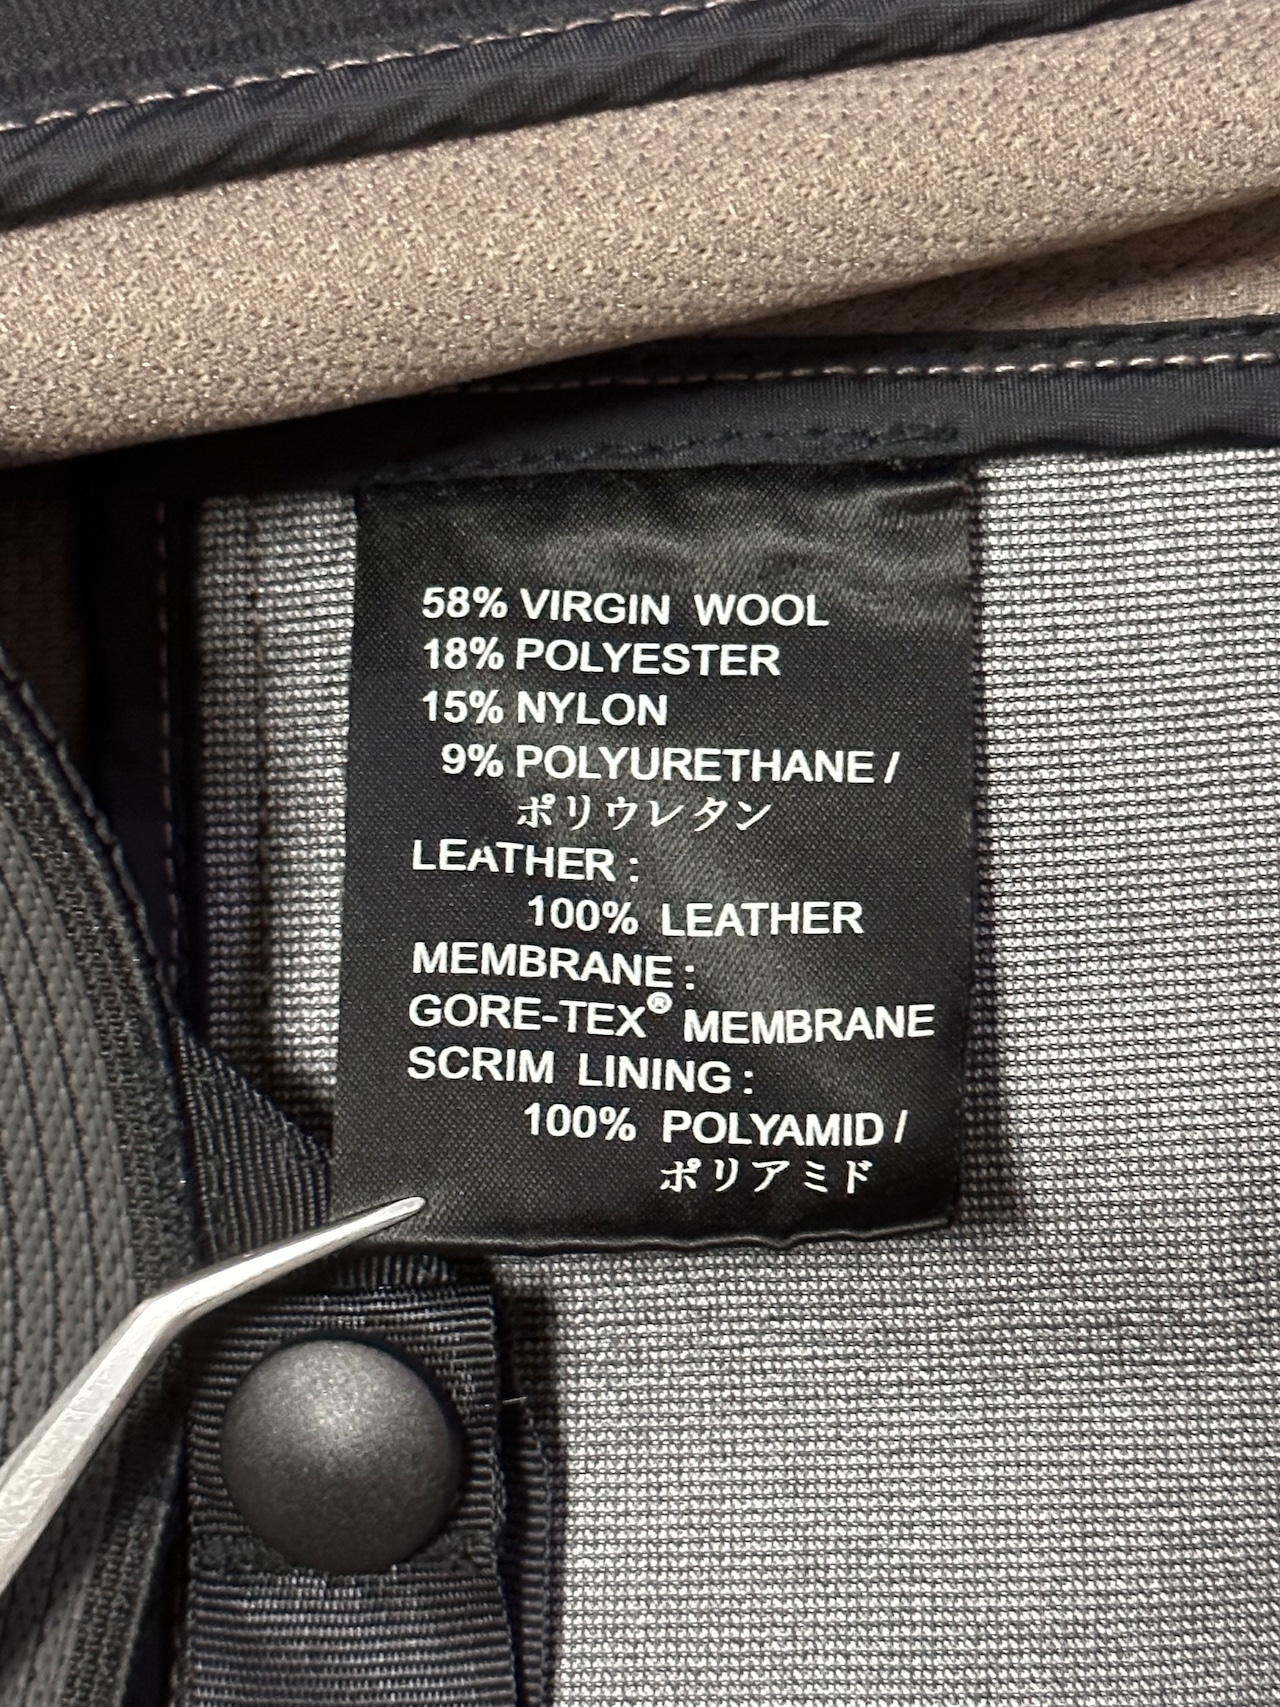 58% VIRGIN WOOL
18% POLYESTER
15% NYLON
9% POLYURETHANE /
ポリウレタン
LEATHER :
100% LEATHER
MEMBRANE :
GORE-TEX® MEMBRANE
SCRIM LINING :
100% POLYAMID /
ポリアミド